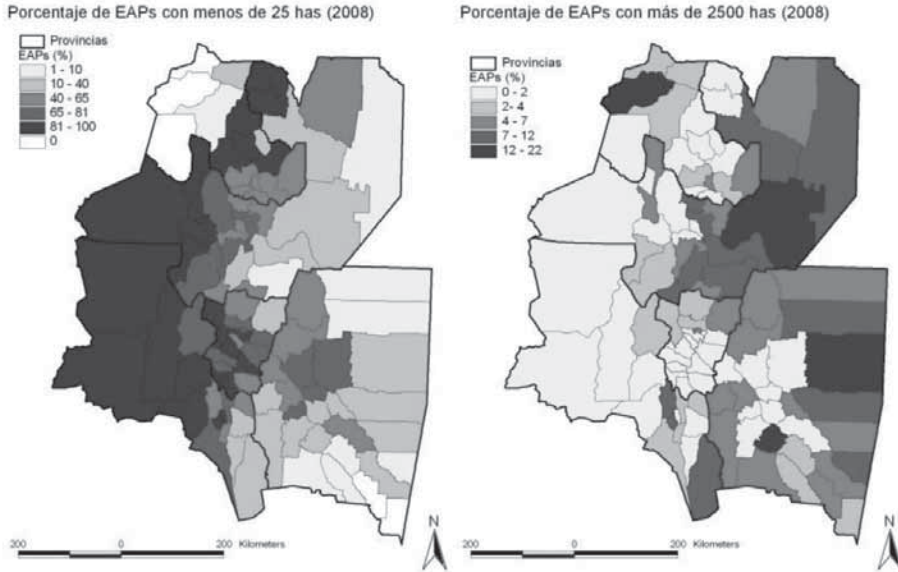 Porcentaje de EAPs con menos de 25 has (2008)
Provincias
EAPs (%)
1 - 10
10 - 40
40 - 65
65 - 81
81 - 100
0
200 0 200 Kilometers
N
Porcentaje de EAPs con más de 2500 has (2008)
Provincias
EAPs (%)
0 - 2
2- 4
4 - 7
7 - 12
12 - 22
200 0 200 Kilometers
N